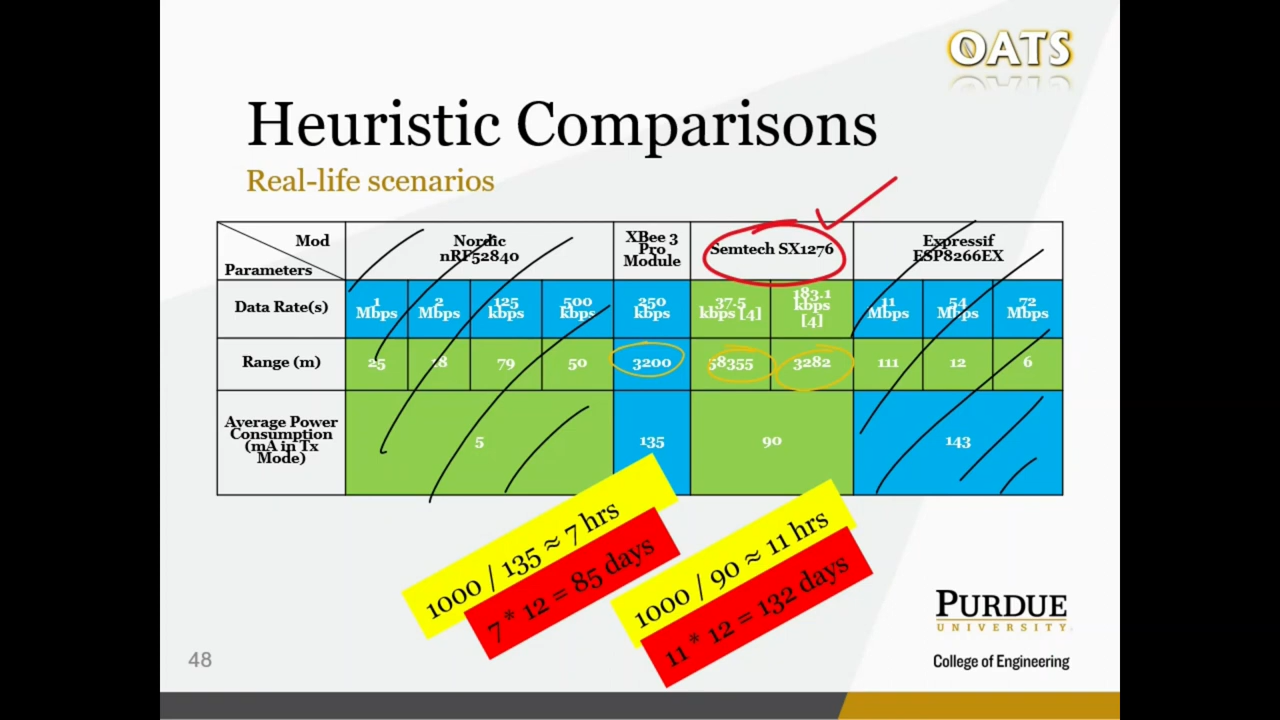 OATS
Heuristic Comparisons
Real-life scenarios
Mod
Parameters
Nordic
nRF52840
XBee 3
Pro
Module
Semtech SX1276
Expressif
ESP8266EX
Data Rate(s)
1
Mbps
2
Mbps
125
kbps
500
kbps
250
kbps
37.5
kbps [4]
183.1
kbps
[4]
11
Mbps
54
Mbps
72
Mbps
Range (m)
25
18
79
50
3200
58355
3282
111
12
6
Average Power
Consumption
(mA in Tx
Mode)
5
135
90
143
1000 / 135 ≈ 7 hrs
7 * 12 = 85 days
1000 / 90 ≈ 11 hrs
11 * 12 = 132 days
PURDUE
UNIVERSITY
College of Engineering
48